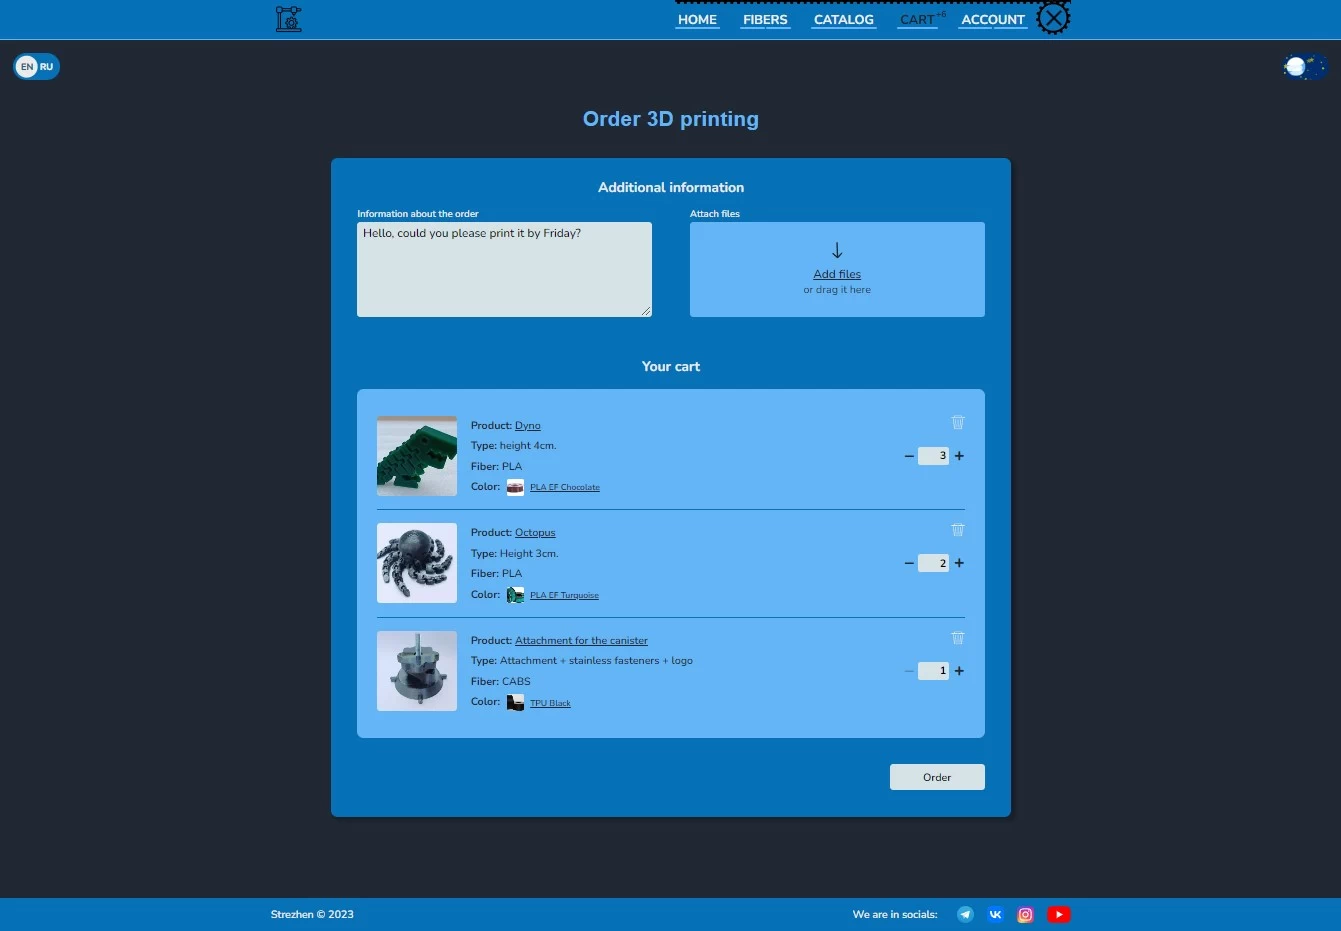 HOME FIBERS CATALOG CART +6 ACCOUNT
EN RU
Order 3D printing
Additional information
Information about the order
Hello, could you please print it by Friday?
Attach files
Add files
or drag it here
Your cart
Product: Dyno
Type: height 4cm.
Fiber: PLA
Color: PLA EF Chocolate
− 3 +
Product: Octopus
Type: Height 3cm.
Fiber: PLA
Color: PLA EF Turquoise
− 2 +
Product: Attachment for the canister
Type: Attachment + stainless fasteners + logo
Fiber: CABS
Color: TPU Black
− 1 +
Order
Strezhen © 2023
We are in socials: